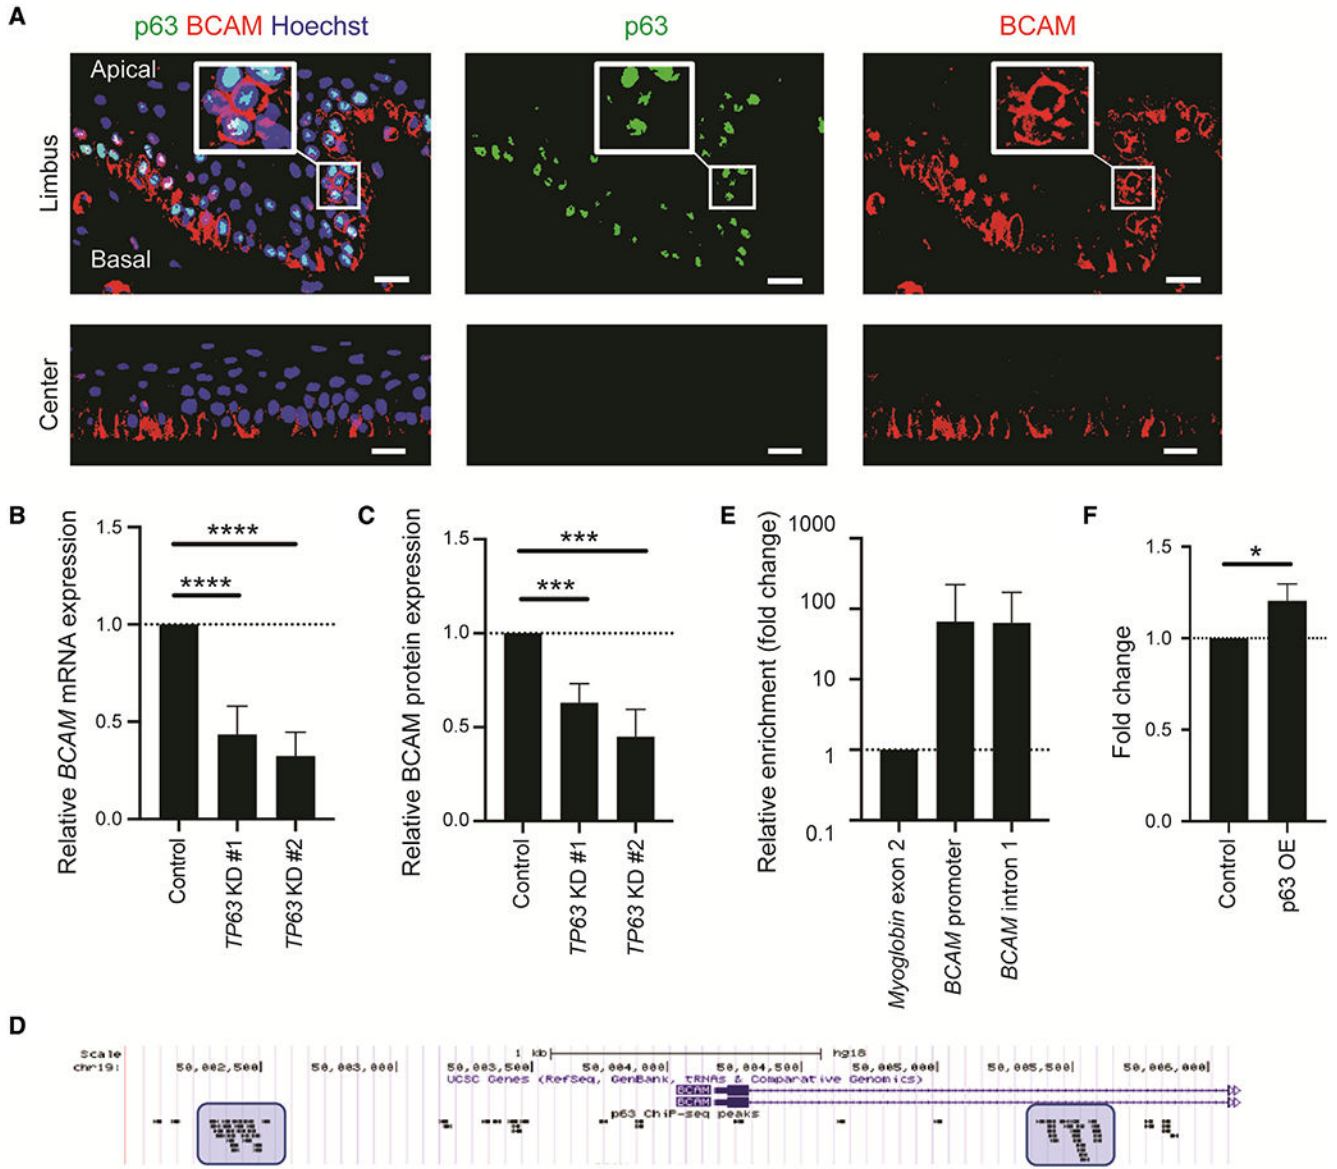 A
p63 BCAM Hoechst
p63
BCAM
Limbus
Apical
Basal
Center
B
Relative BCAM mRNA expression
1.5
1.0
0.5
0.0
****
****
Control
TP63 KD #1
TP63 KD #2
C
Relative BCAM protein expression
1.5
1.0
0.5
0.0
***
***
Control
TP63 KD #1
TP63 KD #2
E
Relative enrichment (fold change)
1000
100
10
1
0.1
Myoglobin exon 2
BCAM promoter
BCAM intron 1
F
Fold change
1.5
1.0
0.5
0.0
*
Control
p63 OE
D
Scale 1 kb hg18
chr19: 50,002,500 50,003,000 50,003,500 50,004,000 50,004,500 50,005,000 50,005,500 50,006,000
UCSC Genes (RefSeq, GenBank, tRNAs & Comparative Genomics)
BCAM
BCAM
p63 ChiP-seq peaks